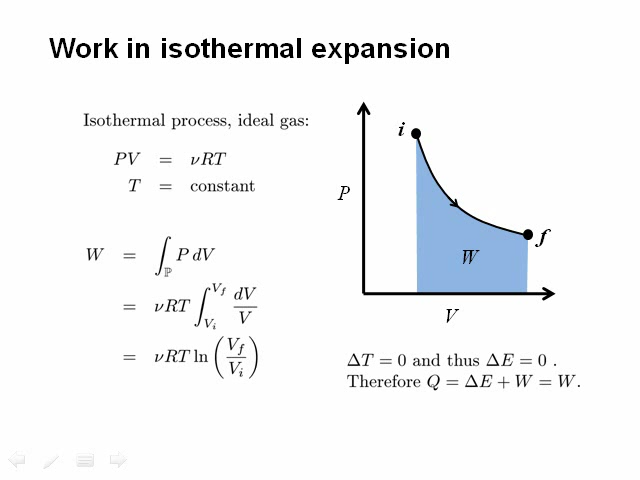 Work in isothermal expansion
Isothermal process, ideal gas:
PV = νRT
T = constant
W = ∫_ℙ P dV
= νRT ∫_{V_i}^{V_f} dV/V
= νRT ln(V_f/V_i)
i
P
f
W
V
ΔT = 0 and thus ΔE = 0 .
Therefore Q = ΔE + W = W.